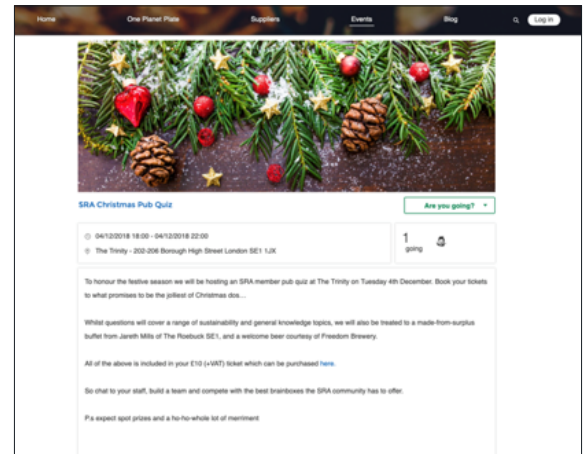 Home One Planet Plate Suppliers Events Blog Log in
SRA Christmas Pub Quiz
Are you going?
04/12/2018 18:00 - 04/12/2018 22:00
The Trinity - 202-206 Borough High Street London SE1 1JX
1
going
To honour the festive season we will be hosting an SRA member pub quiz at The Trinity on Tuesday 4th December. Book your tickets
to what promises to be the jolliest of Christmas dos...
Whilst questions will cover a range of sustainability and general knowledge topics, we will also be treated to a made-from-surplus
buffet from Jareth Mills of The Roebuck SE1, and a welcome beer courtesy of Freedom Brewery.
All of the above is included in your £10 (+VAT) ticket which can be purchased here.
So chat to your staff, build a team and compete with the best brainboxes the SRA community has to offer.
P.s expect spot prizes and a ho-ho-whole lot of merriment